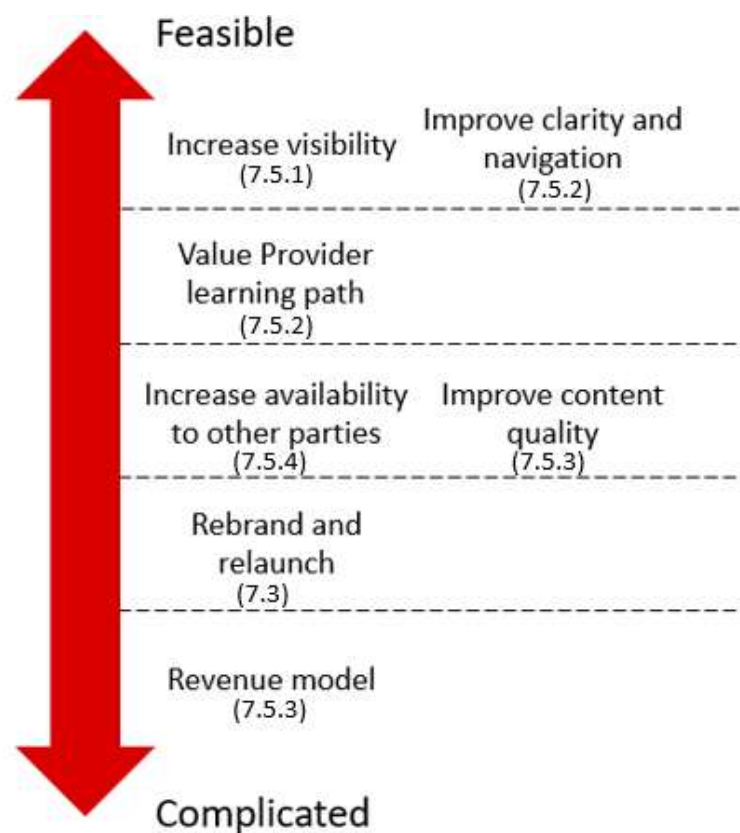 Feasible
Increase visibility
(7.5.1)
Improve clarity and
navigation
(7.5.2)
Value Provider
learning path
(7.5.2)
Increase availability
to other parties
(7.5.4)
Improve content
quality
(7.5.3)
Rebrand and
relaunch
(7.3)
Revenue model
(7.5.3)
Complicated